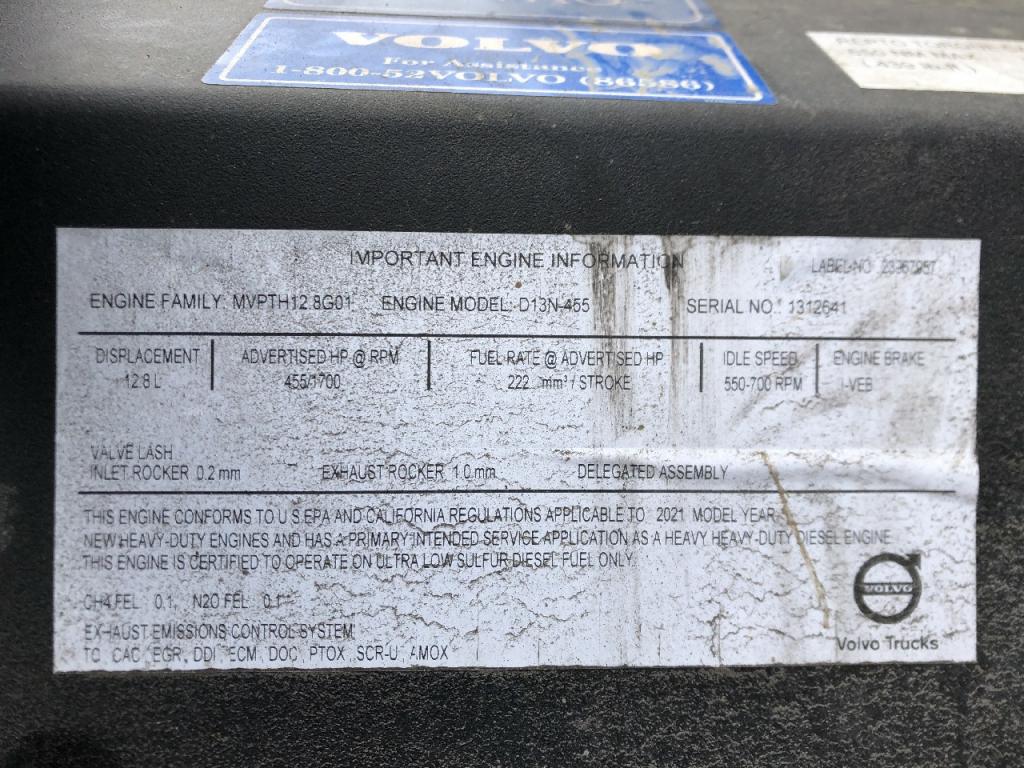 VOLVO
For Assistance
1-800-52VOLVO (86586)
IMPORTANT ENGINE INFORMATION
LABEL NO
ENGINE FAMILY: MVPTH12.8G01 ENGINE MODEL: D13N-455 SERIAL NO.: 1312641
DISPLACEMENT ADVERTISED HP @ RPM FUEL RATE @ ADVERTISED HP IDLE SPEED ENGINE BRAKE
12.8 L 455/1700 222 mm³ / STROKE 550-700 RPM I-VEB
VALVE LASH
INLET ROCKER 0.2 mm EXHAUST ROCKER 1.0 mm DELEGATED ASSEMBLY
THIS ENGINE CONFORMS TO U.S.EPA AND CALIFORNIA REGULATIONS APPLICABLE TO 2021 MODEL YEAR
NEW HEAVY-DUTY ENGINES AND HAS A PRIMARY INTENDED SERVICE APPLICATION AS A HEAVY HEAVY-DUTY DIESEL ENGINE.
THIS ENGINE IS CERTIFIED TO OPERATE ON ULTRA LOW SULFUR DIESEL FUEL ONLY.
CH4 FEL 0.1, N2O FEL 0.1
EXHAUST EMISSIONS CONTROL SYSTEM
TC, CAC, EGR, DDI, ECM, DOC, PTOX, SCR-U, AMOX
VOLVO
Volvo Trucks